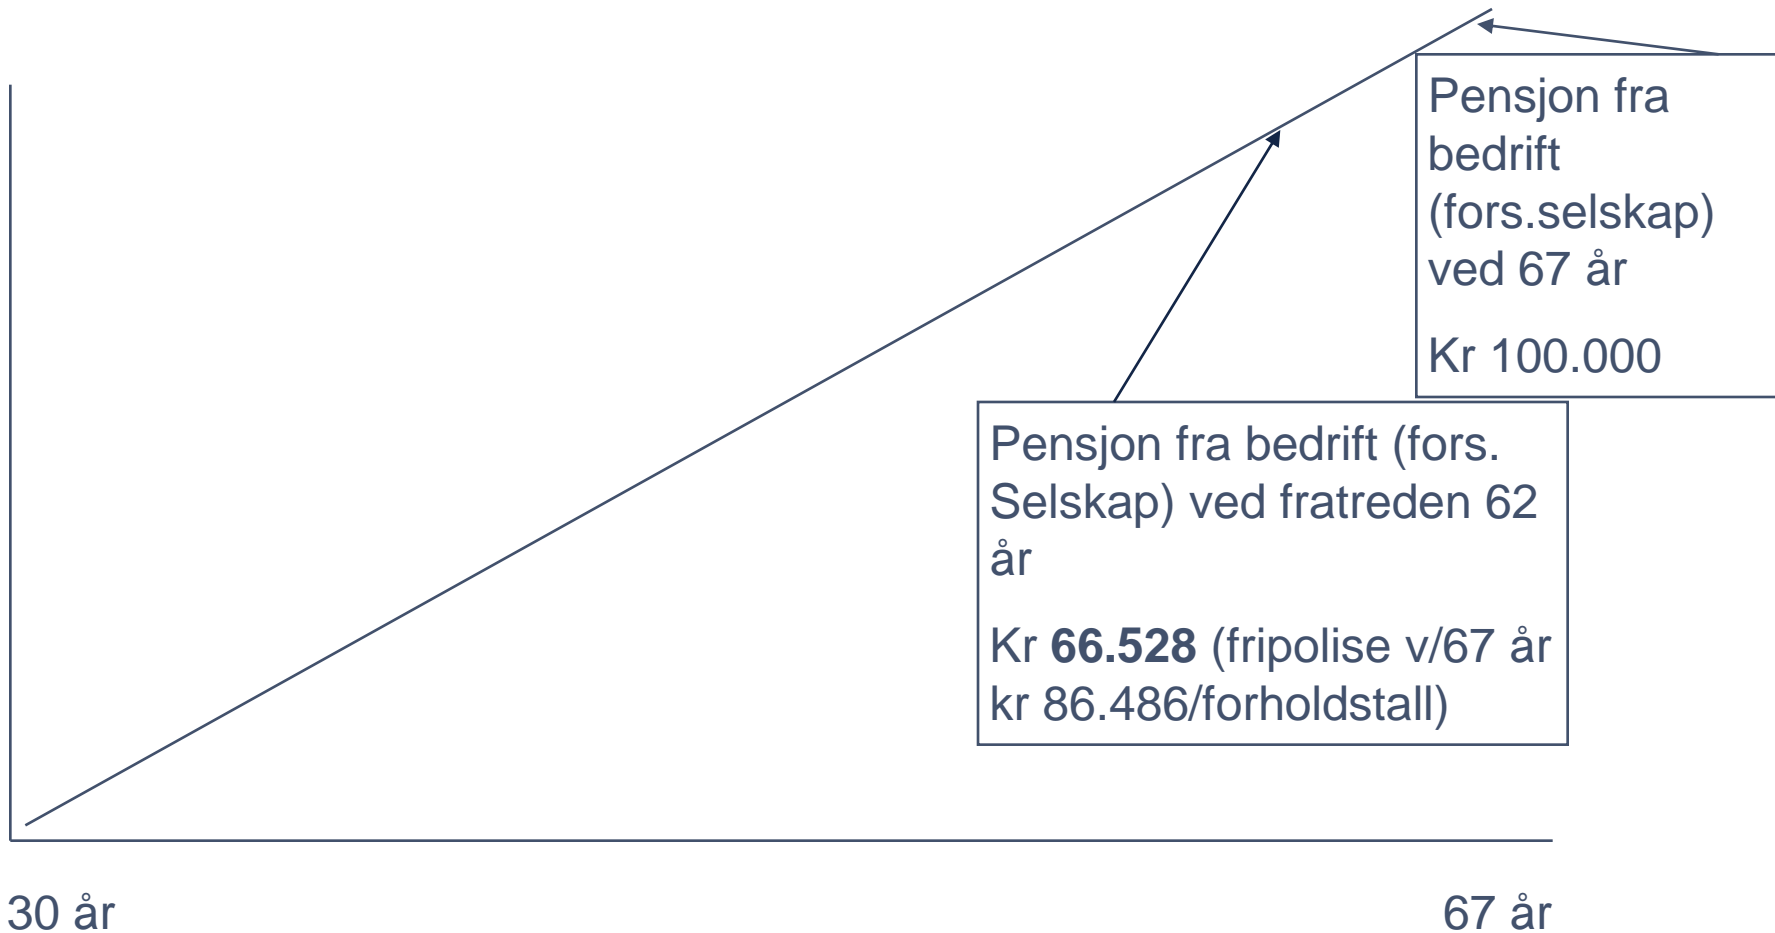 Pensjon fra
bedrift
(fors.selskap)
ved 67 år
Kr 100.000
Pensjon fra bedrift (fors.
Selskap) ved fratreden 62
år
Kr 66.528 (fripolise v/67 år
kr 86.486/forholdstall)
30 år
67 år